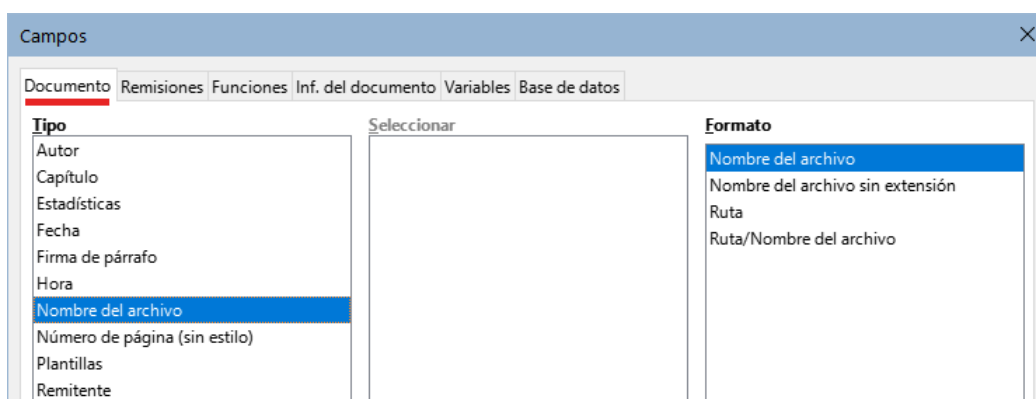 Campos
Documento Remisiones Funciones Inf. del documento Variables Base de datos
Tipo
Autor
Capítulo
Estadísticas
Fecha
Firma de párrafo
Hora
Nombre del archivo
Número de página (sin estilo)
Plantillas
Remitente
Seleccionar
Formato
Nombre del archivo
Nombre del archivo sin extensión
Ruta
Ruta/Nombre del archivo